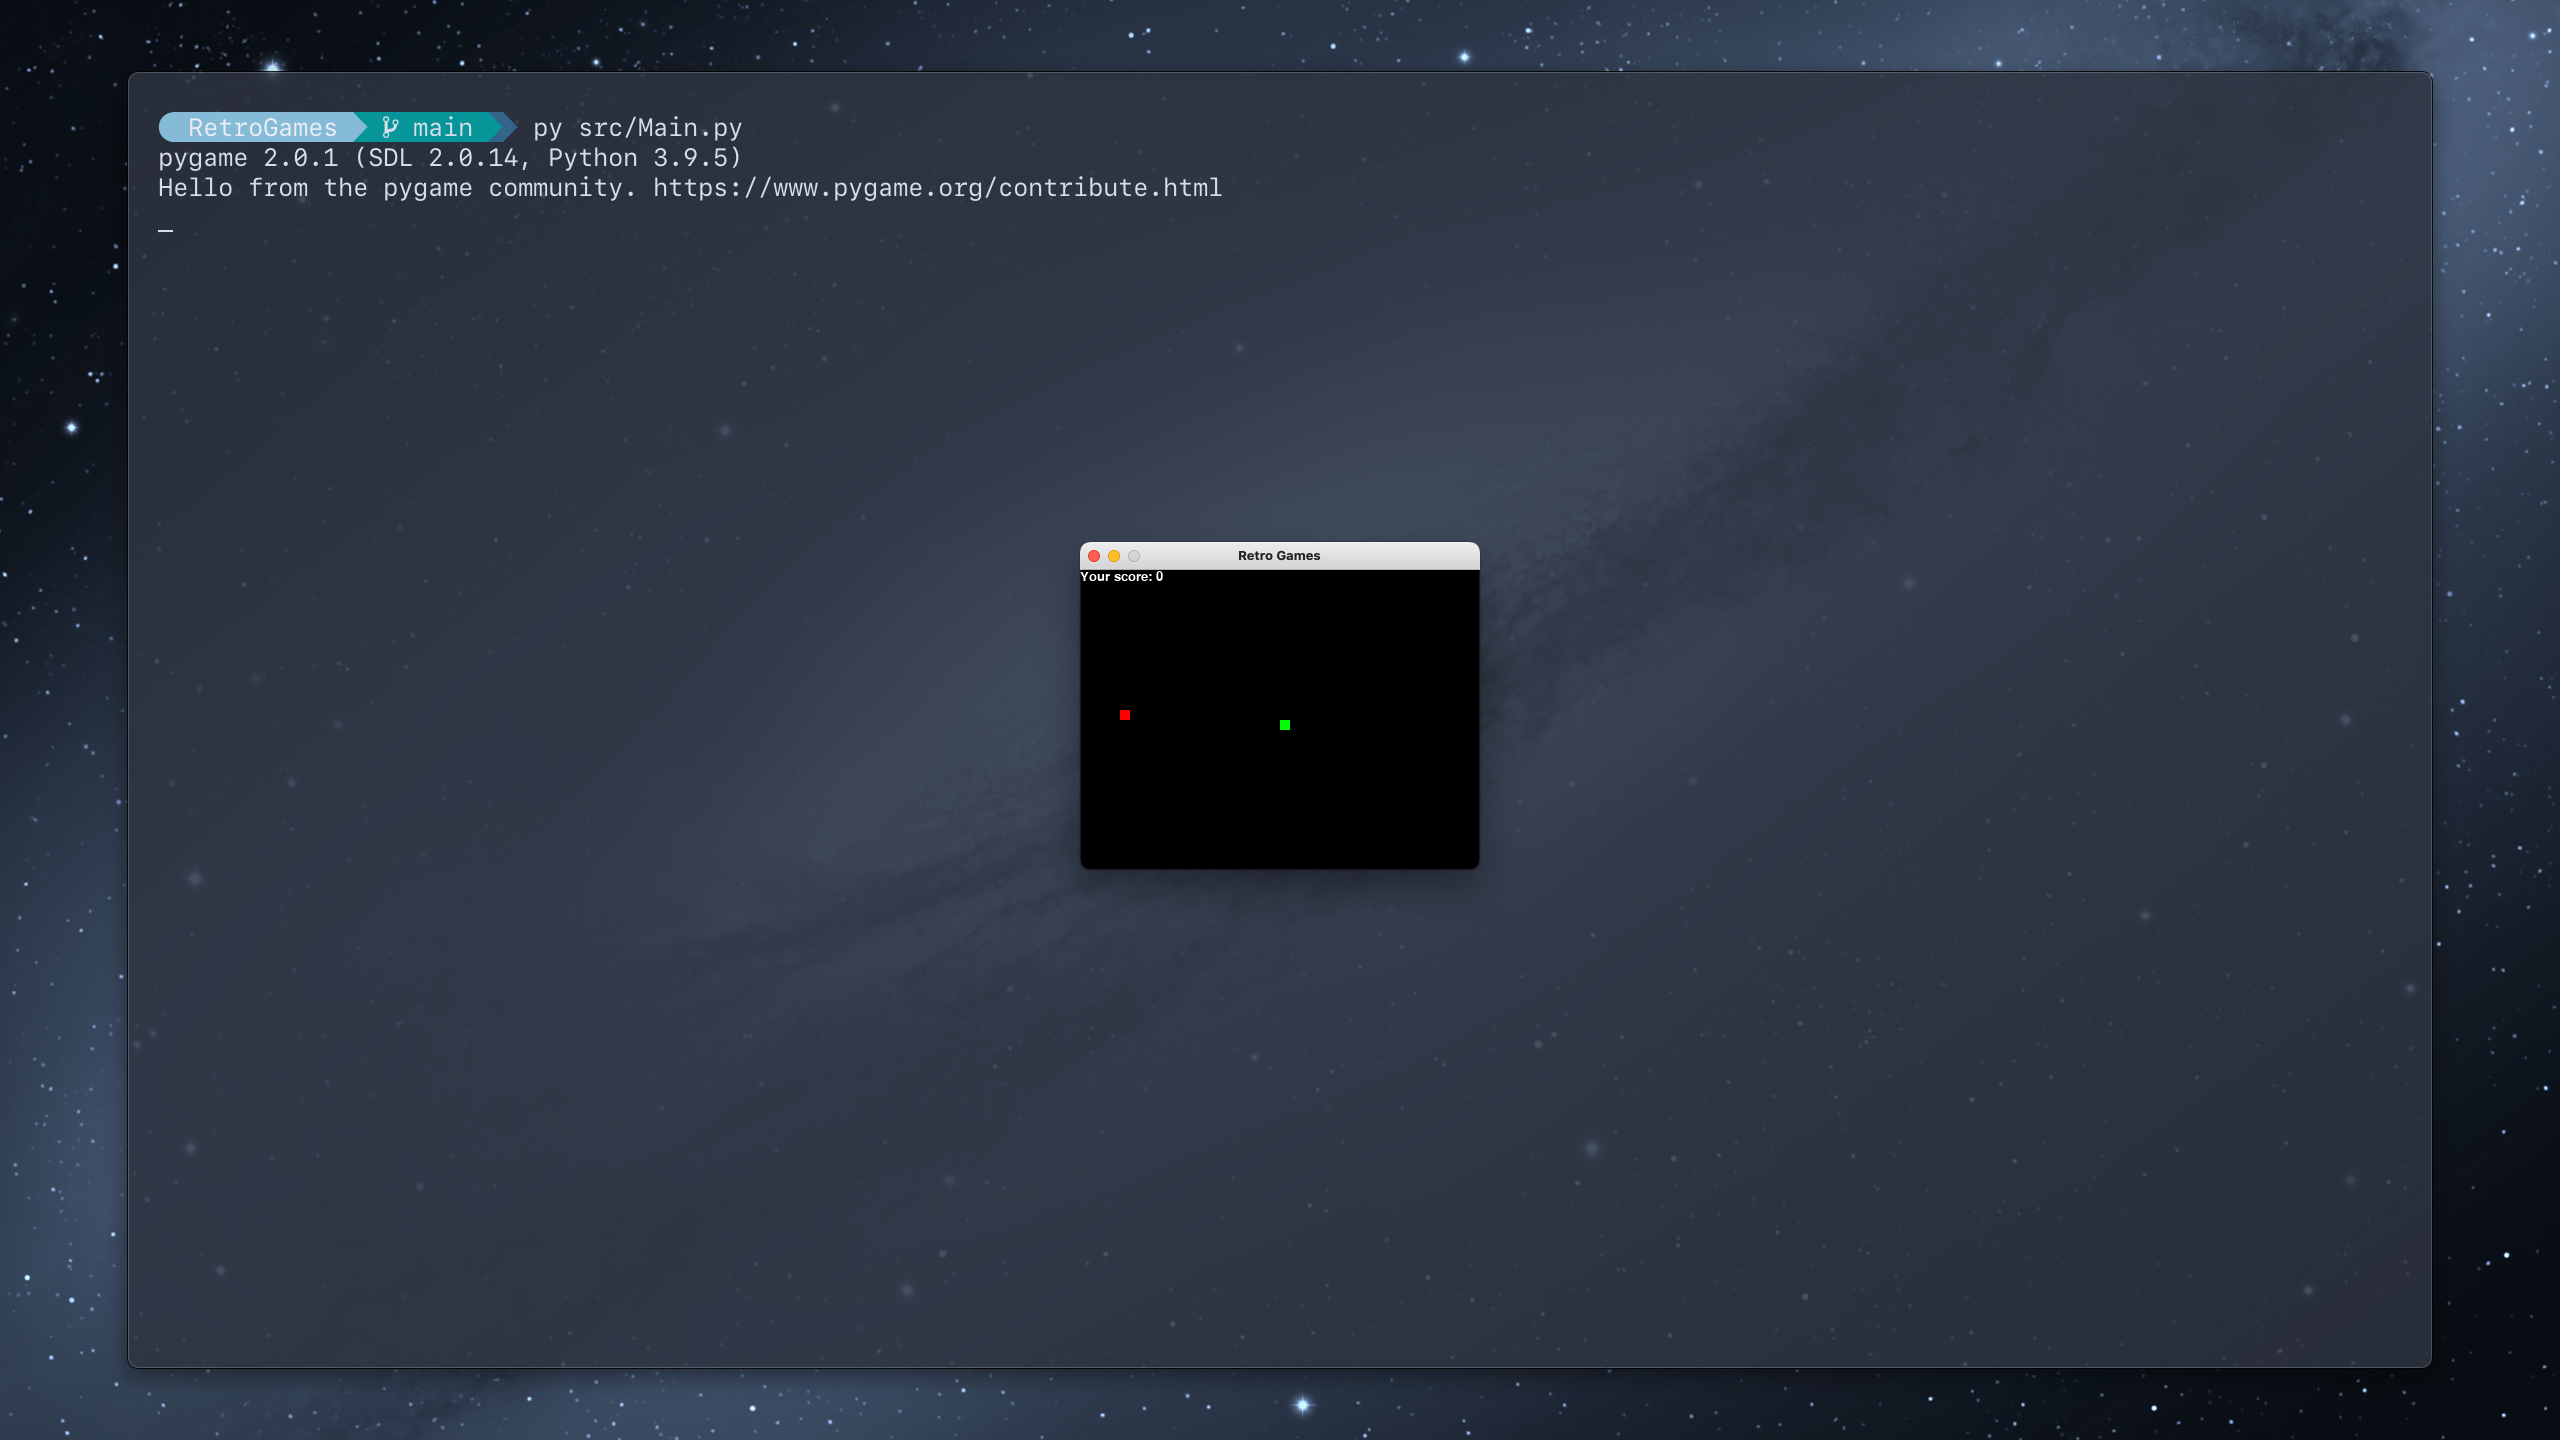 RetroGames main py src/Main.py
pygame 2.0.1 (SDL 2.0.14, Python 3.9.5)
Hello from the pygame community. https://www.pygame.org/contribute.html
Retro Games
Your score: 0